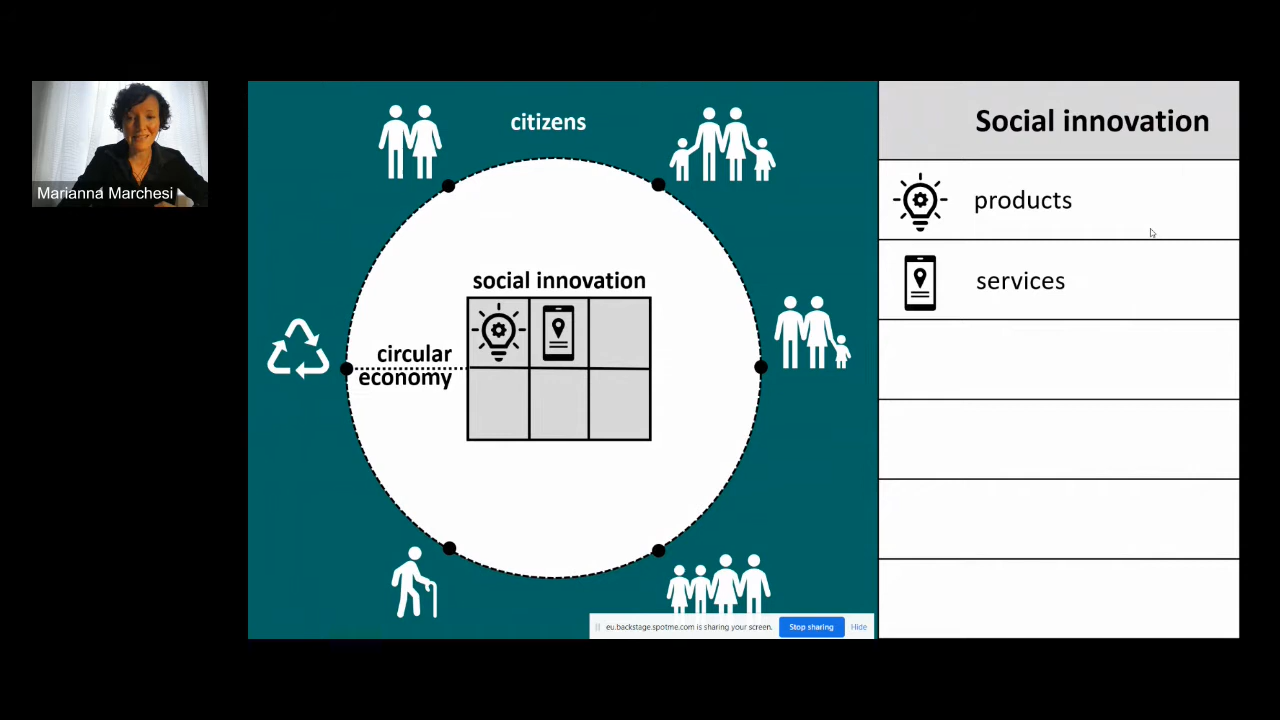 citizens
Social innovation
Marianna Marchesi
products
social innovation
services
circular
economy
eu.backstage.spotme.com is sharing your screen.
Stop sharing
Hide